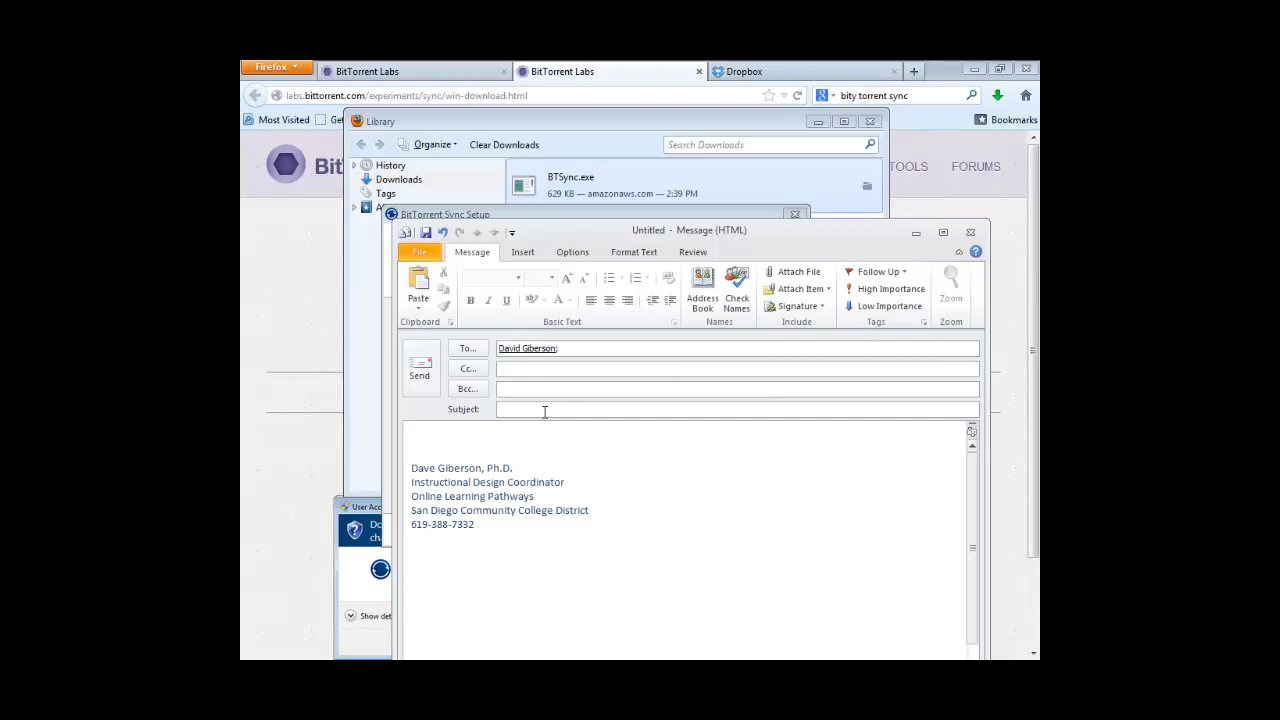 Firefox
BitTorrent Labs
BitTorrent Labs
Dropbox
labs.bittorrent.com/experiments/sync/win-download.html
bity torrent sync
Most Visited
Bookmarks
Library
Organize
Clear Downloads
Search Downloads
History
Downloads
Tags
BTSync.exe
629 KB — amazonaws.com — 2:39 PM
TOOLS
FORUMS
BitTorrent Sync Setup
Untitled - Message (HTML)
File
Message
Insert
Options
Format Text
Review
Paste
Address Book
Check Names
Attach File
Attach Item
Signature
Follow Up
High Importance
Low Importance
Zoom
Clipboard
Basic Text
Names
Include
Tags
Zoom
Send
To...
David Giberson;
Cc...
Bcc...
Subject:
Dave Giberson, Ph.D.
Instructional Design Coordinator
Online Learning Pathways
San Diego Community College District
619-388-7332
User Acc
Do
Show det